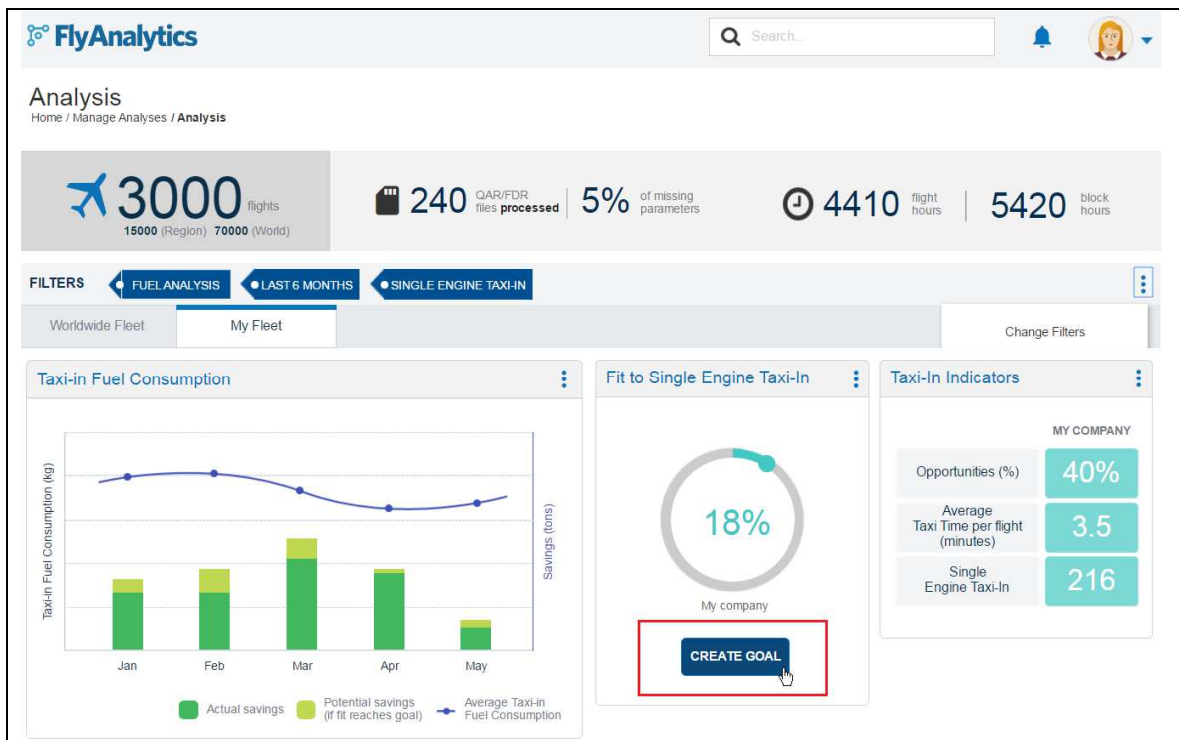 FlyAnalytics
Search...
Analysis
Home / Manage Analyses / Analysis
3000 flights
15000 (Region) 70000 (World)
240 QAR/FDR files processed
5% of missing parameters
4410 flight hours
5420 block hours
FILTERS
FUEL ANALYSIS
LAST 6 MONTHS
SINGLE ENGINE TAXI-IN
Worldwide Fleet
My Fleet
Change Filters
Taxi-in Fuel Consumption
Taxi-in Fuel Consumption (kg)
Savings (tons)
Jan
Feb
Mar
Apr
May
Actual savings
Potential savings
(if fit reaches goal)
Average Taxi-in
Fuel Consumption
Fit to Single Engine Taxi-In
18%
My company
CREATE GOAL
Taxi-In Indicators
MY COMPANY
Opportunities (%)
40%
Average
Taxi Time per flight
(minutes)
3.5
Single
Engine Taxi-In
216